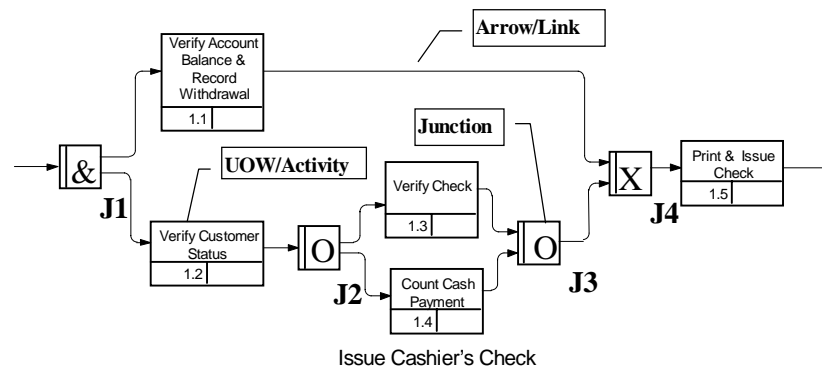 Arrow/Link
Verify Account
Balance &
Record
Withdrawal
1.1
&
J1
UOW/Activity
Verify Customer
Status
1.2
O
J2
Verify Check
1.3
Count Cash
Payment
1.4
Junction
O
J3
X
J4
Print & Issue
Check
1.5
Issue Cashier's Check